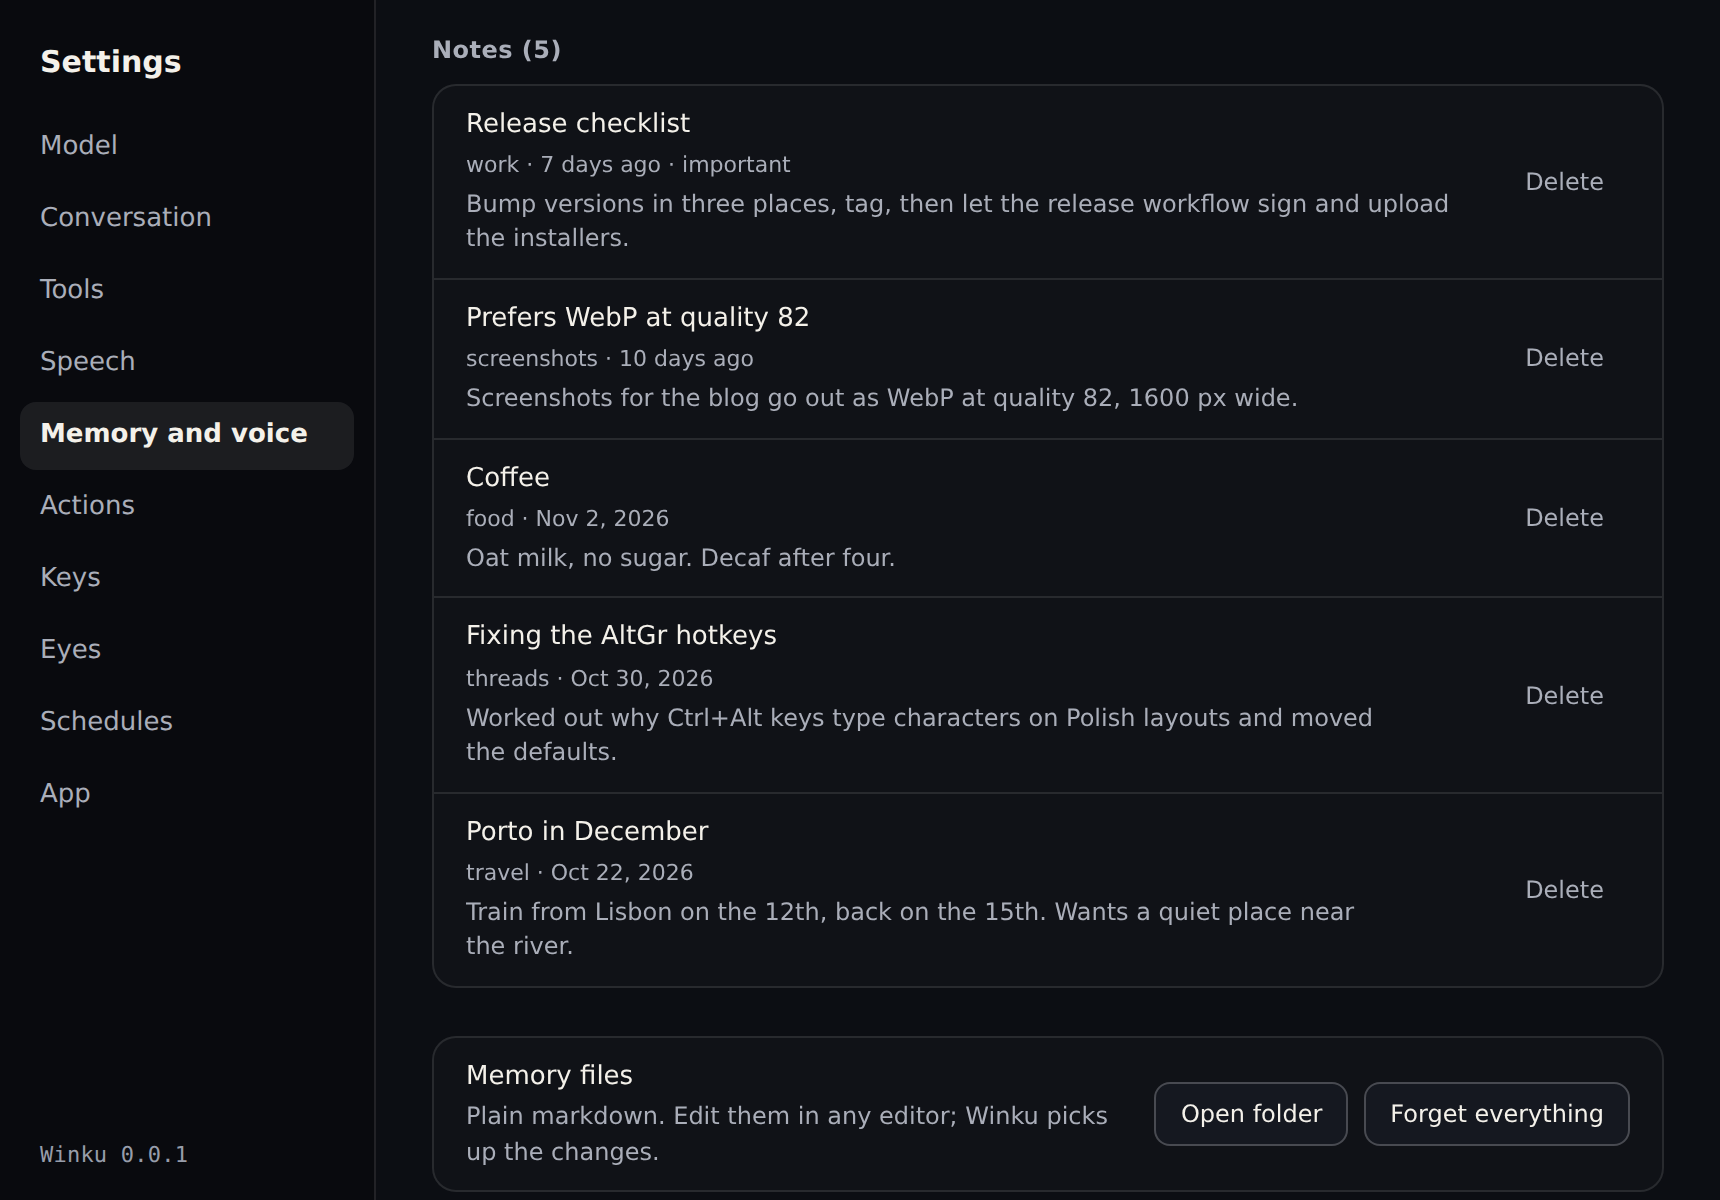 Settings
Model
Conversation
Tools
Speech
Memory and voice
Actions
Keys
Eyes
Schedules
App
Winku 0.0.1
Notes (5)
Release checklist
work · 7 days ago · important
Bump versions in three places, tag, then let the release workflow sign and upload
the installers.
Delete
Prefers WebP at quality 82
screenshots · 10 days ago
Screenshots for the blog go out as WebP at quality 82, 1600 px wide.
Delete
Coffee
food · Nov 2, 2026
Oat milk, no sugar. Decaf after four.
Delete
Fixing the AltGr hotkeys
threads · Oct 30, 2026
Worked out why Ctrl+Alt keys type characters on Polish layouts and moved
the defaults.
Delete
Porto in December
travel · Oct 22, 2026
Train from Lisbon on the 12th, back on the 15th. Wants a quiet place near
the river.
Delete
Memory files
Plain markdown. Edit them in any editor; Winku picks
up the changes.
Open folder
Forget everything